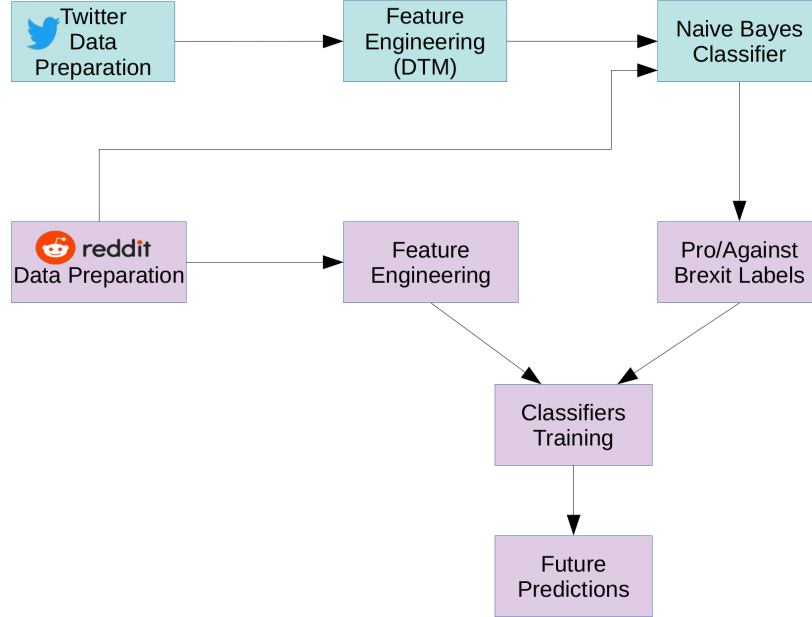 Twitter
Data
Preparation
Feature
Engineering
(DTM)
Naive Bayes
Classifier
reddit
Data Preparation
Feature
Engineering
Pro/Against
Brexit Labels
Classifiers
Training
Future
Predictions